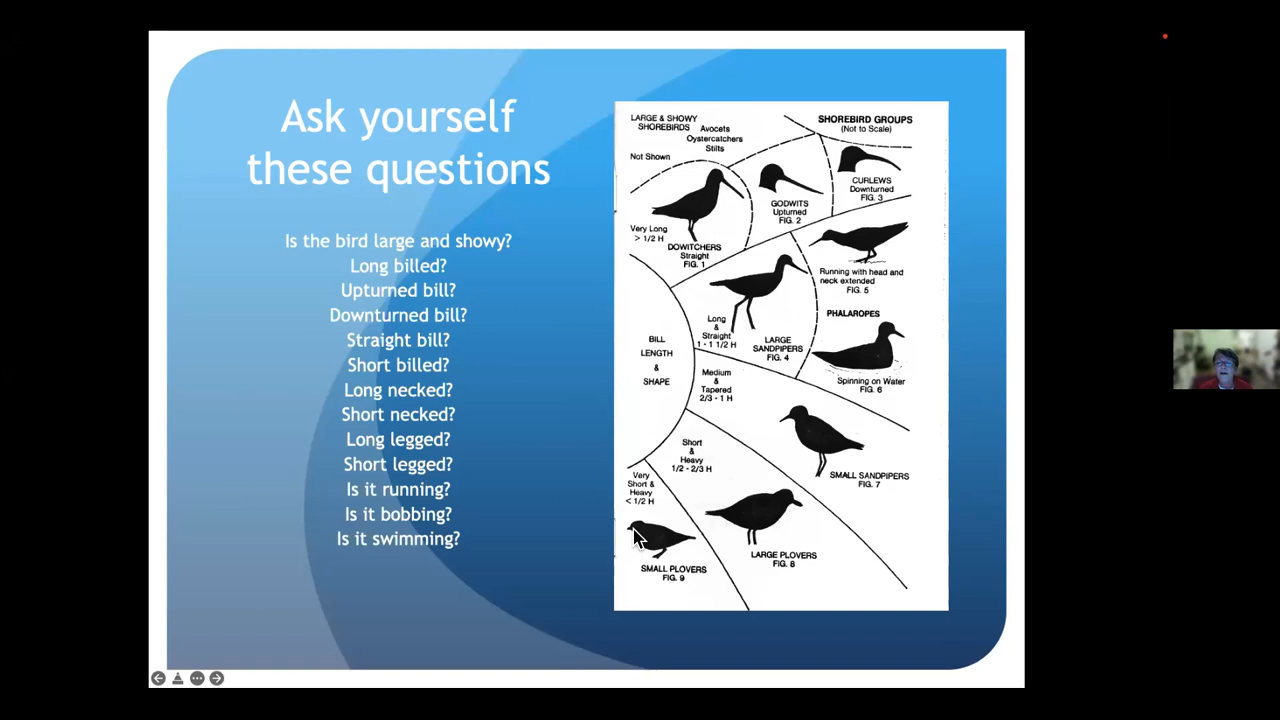 Ask yourself
these questions
Is the bird large and showy?
Long billed?
Upturned bill?
Downturned bill?
Straight bill?
Short billed?
Long necked?
Short necked?
Long legged?
Short legged?
Is it running?
Is it bobbing?
Is it swimming?
LARGE & SHOWY
SHOREBIRDS
Avocets
Oystercatchers
Stilts
Not Shown
SHOREBIRD GROUPS
(Not to Scale)
CURLEWS
Downturned
FIG. 3
GODWITS
Upturned
FIG. 2
Very Long
> 1/2 H
DOWITCHERS
Straight
FIG. 1
Running with head and
neck extended
FIG. 5
PHALAROPES
Spinning on Water
FIG. 6
Long
&
Straight
1 - 1 1/2 H
LARGE
SANDPIPERS
FIG. 4
BILL
LENGTH
&
SHAPE
Medium
&
Tapered
2/3 - 1 H
SMALL SANDPIPERS
FIG. 7
Short
&
Heavy
1/2 - 2/3 H
LARGE PLOVERS
FIG. 8
Very
Short &
Heavy
< 1/2 H
SMALL PLOVERS
FIG. 9